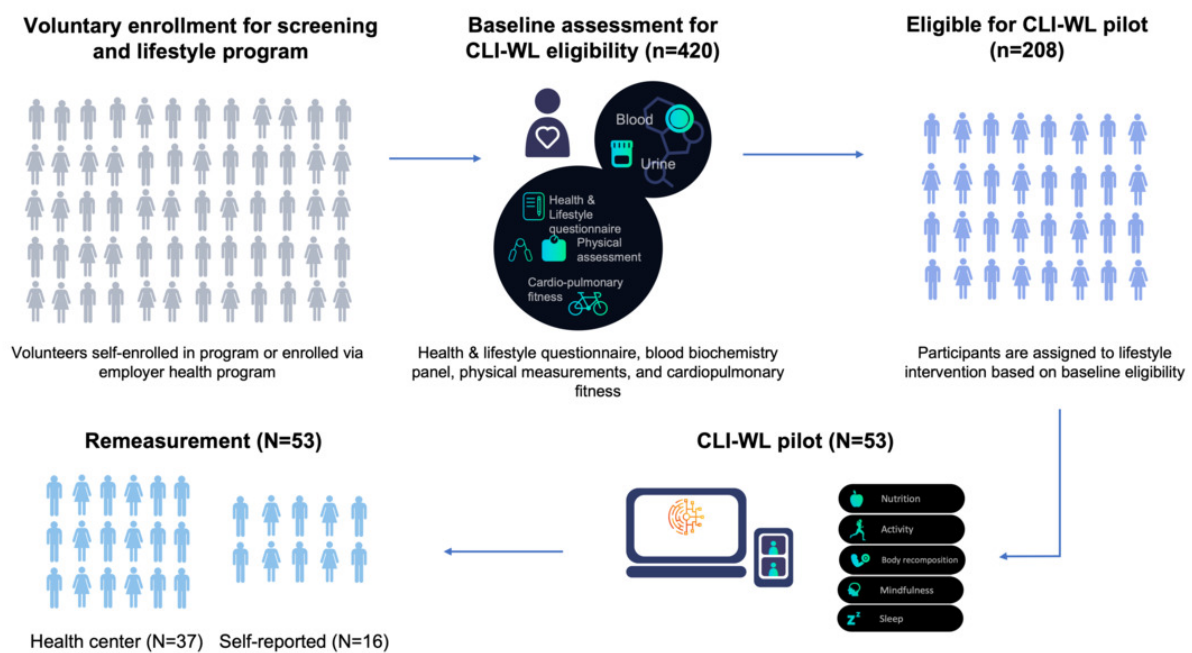 Voluntary enrollment for screening
and lifestyle program
Volunteers self-enrolled in program or enrolled via
employer health program
Baseline assessment for
CLI-WL eligibility (n=420)
Blood
Urine
Health &
Lifestyle
questionnaire
Physical
assessment
Cardio-pulmonary
fitness
Health & lifestyle questionnaire, blood biochemistry
panel, physical measurements, and cardiopulmonary
fitness
Eligible for CLI-WL pilot
(n=208)
Participants are assigned to lifestyle
intervention based on baseline eligibility
CLI-WL pilot (N=53)
Nutrition
Activity
Body recomposition
Mindfulness
zzz
Sleep
Remeasurement (N=53)
Health center (N=37)
Self-reported (N=16)